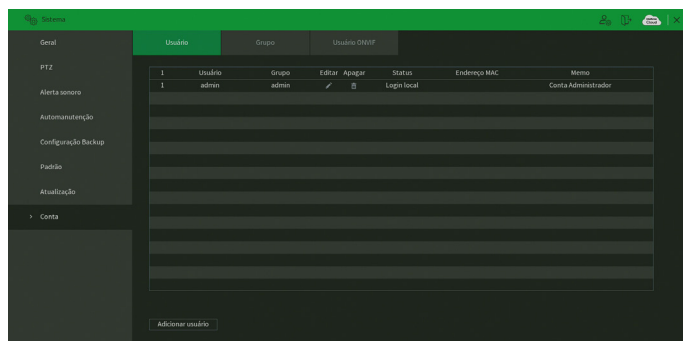 Sistema
Geral
PTZ
Alerta sonoro
Automanutenção
Configuração Backup
Padrão
Atualização
Conta
Usuário Grupo Usuário ONVIF
1 Usuário Grupo Editar Apagar Status Endereço MAC Memo
1 admin admin Login local Conta Administrador
Adicionar usuário